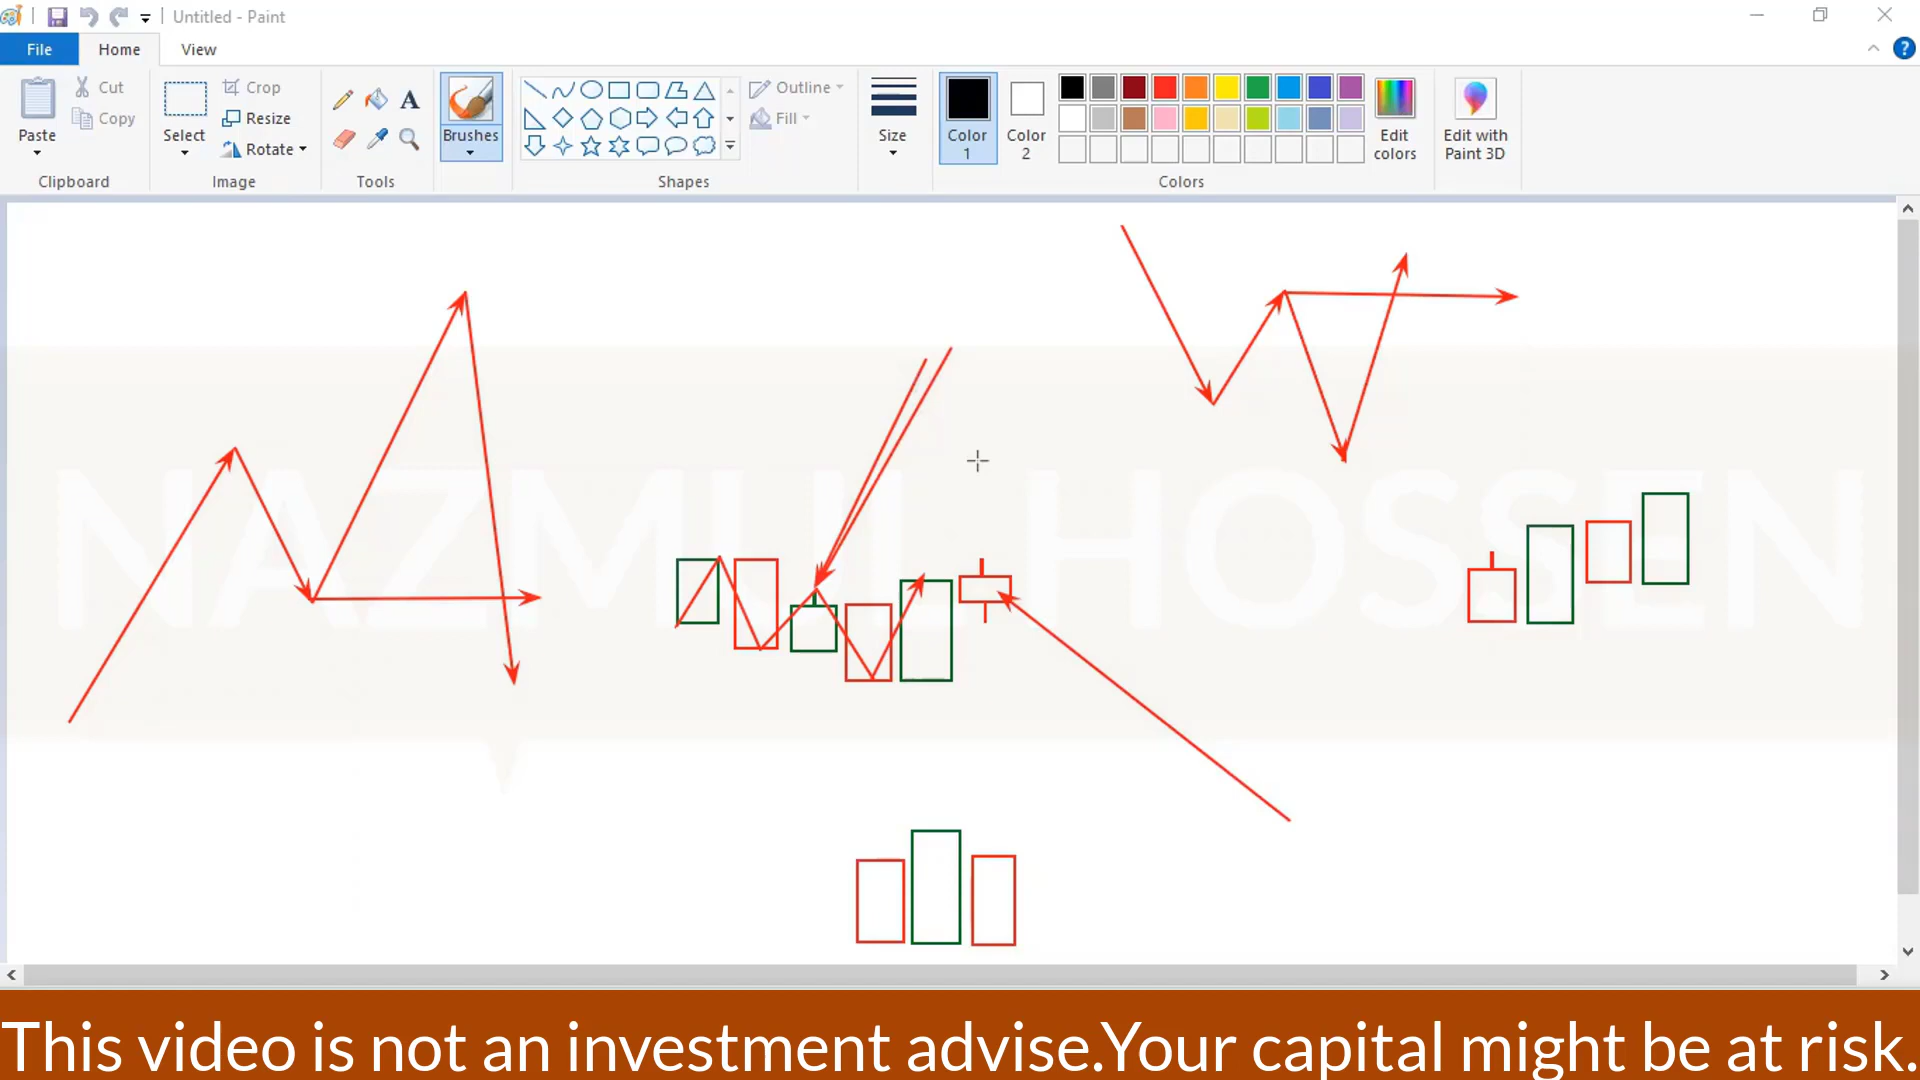 Untitled - Paint
File Home View
Paste
Cut
Copy
Clipboard
Select
Crop
Resize
Rotate
Image
Tools
Brushes
Shapes
Outline
Fill
Size
Color 1
Color 2
Edit colors
Edit with Paint 3D
Colors
NAZMUL HOSSEN
This video is not an investment advise.Your capital might be at risk.